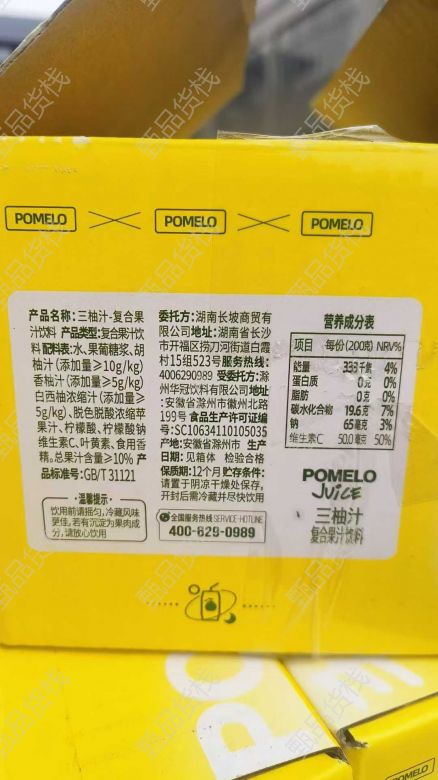 POMELO
POMELO
POMELO
产品名称:三柚汁-复合果
汁饮料 产品类型:复合果汁饮
料 配料表:水、果葡糖浆、胡
柚汁(添加量≥10g/kg)
香柚汁(添加量≥5g/kg)
白西柚浓缩汁(添加量≥
5g/kg)、脱色脱酸浓缩苹
果汁、柠檬酸、柠檬酸钠
维生素C、叶黄素、食用香
精。总果汁含量≥10% 产
品标准号:GB/T 31121
·温馨提示·
饮用前请摇匀,冷藏风味
更佳。若有沉淀为果肉成
分,请放心饮用
委托方:湖南长坡商贸有
限公司 地址:湖南省长沙
市开福区捞刀河街道白霞
村15组523号 服务热线:
4006290989 受委托方:滁
州华冠饮料有限公司 地址
:安徽省滁州市徽州北路
199号 食品生产许可证编
号:SC10634110105035
产地:安徽省滁州市 生产
日期:见箱体 检验合格
保质期:12个月 贮存条件:
请置于阴凉干燥处保存,
开封后需冷藏并尽快饮用
全国服务热线 SERVICE-HOTLINE
400-629-0989
营养成分表
项目 每份(200克) NRV%
能量 338千焦 4%
蛋白质 0克 0%
脂肪 0克 0%
碳水化合物 19.6克 7%
钠 65毫克 3%
维生素C 50.0毫克 50%
POMELO
JUICE
三柚汁
复合果汁饮料
POMELO
甄品货栈